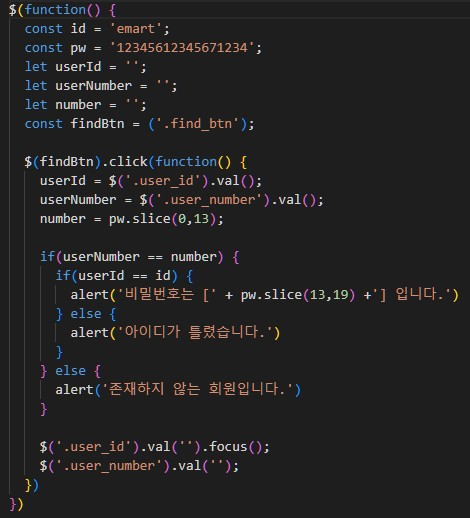 $(function() {
  const id = 'emart';
  const pw = '12345612345671234';
  let userId = '';
  let userNumber = '';
  let number = '';
  const findBtn = ('.find_btn');

  $(findBtn).click(function() {
    userId = $('.user_id').val();
    userNumber = $('.user_number').val();
    number = pw.slice(0,13);

    if(userNumber == number) {
      if(userId == id) {
        alert('비밀번호는 [' + pw.slice(13,19) +'] 입니다.')
      } else {
        alert('아이디가 틀렸습니다.')
      }
    } else {
      alert('존재하지 않는 회원입니다.')
    }

    $('.user_id').val('').focus();
    $('.user_number').val('');
  })
})